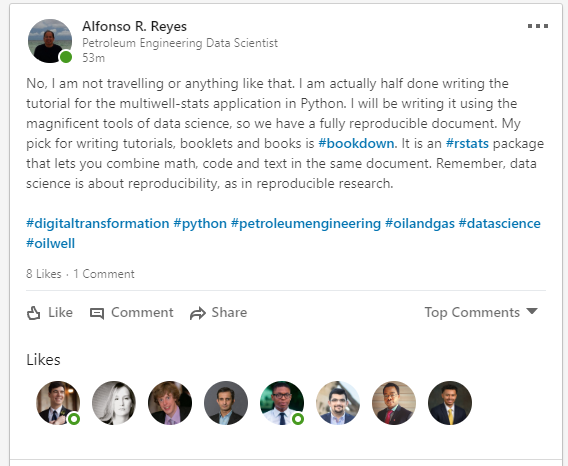 Alfonso R. Reyes
Petroleum Engineering Data Scientist
53m
No, I am not travelling or anything like that. I am actually half done writing the
tutorial for the multiwell-stats application in Python. I will be writing it using the
magnificent tools of data science, so we have a fully reproducible document. My
pick for writing tutorials, booklets and books is #bookdown. It is an #rstats package
that lets you combine math, code and text in the same document. Remember, data
science is about reproducibility, as in reproducible research.
#digitaltransformation #python #petroleumengineering #oilandgas #datascience
#oilwell
8 Likes · 1 Comment
Like Comment Share Top Comments
Likes